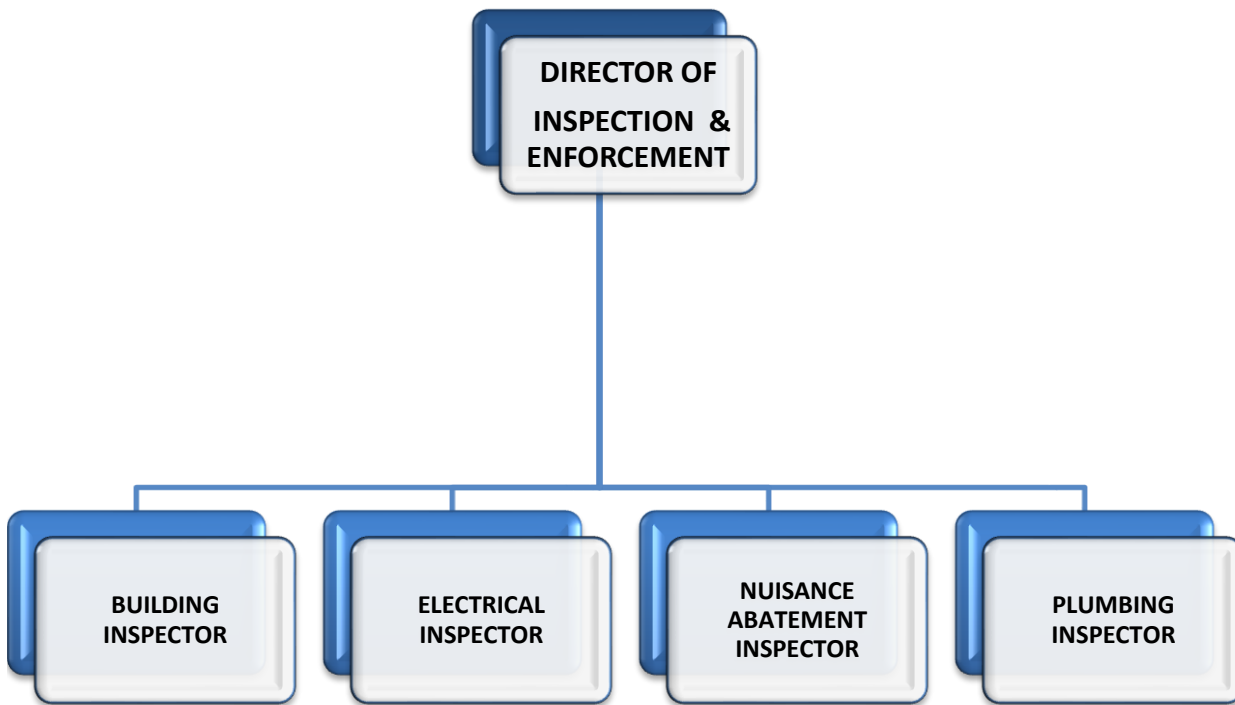 DIRECTOR OF
INSPECTION &
ENFORCEMENT
BUILDING
INSPECTOR
ELECTRICAL
INSPECTOR
NUISANCE
ABATEMENT
INSPECTOR
PLUMBING
INSPECTOR